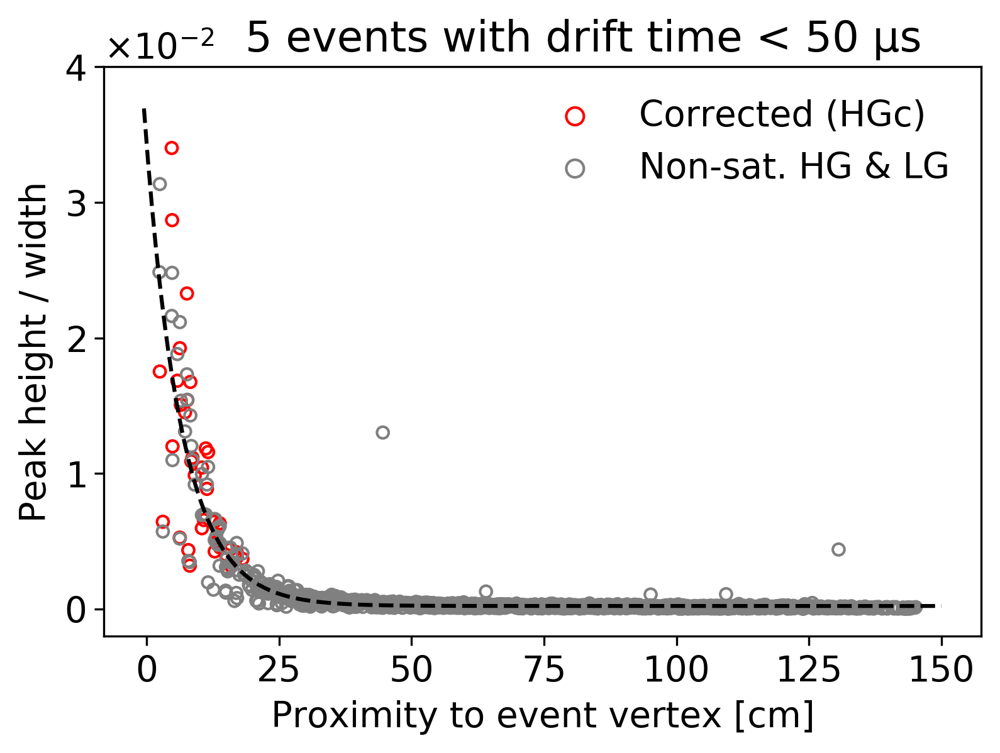 ×10⁻² 5 events with drift time < 50 µs
Corrected (HGc)
Non-sat. HG & LG
Peak height / width
4
3
2
1
0
0 25 50 75 100 125 150
Proximity to event vertex [cm]